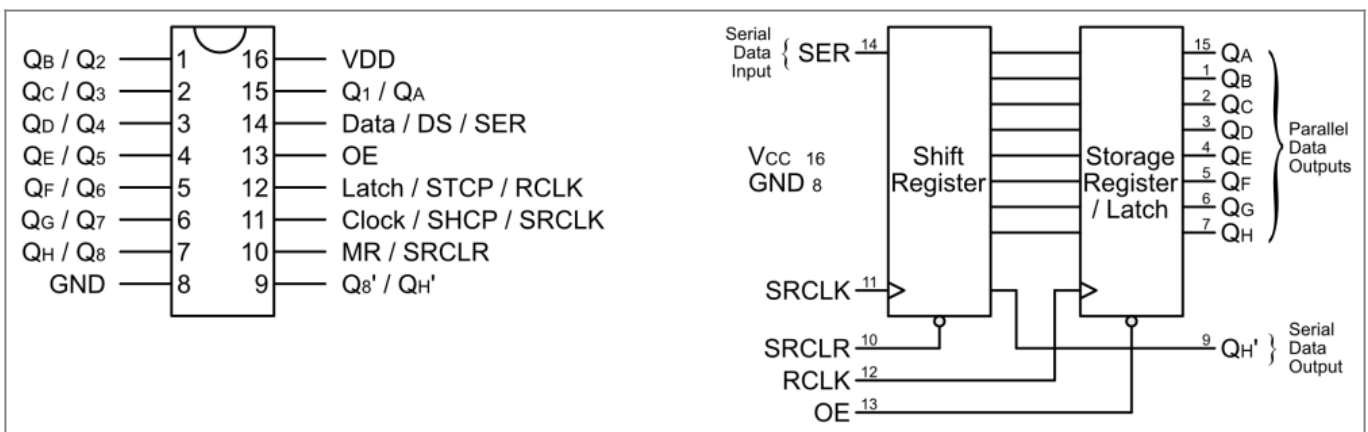 QB / Q2 1 16 VDD
QC / Q3 2 15 Q1 / QA
QD / Q4 3 14 Data / DS / SER
QE / Q5 4 13 OE
QF / Q6 5 12 Latch / STCP / RCLK
QG / Q7 6 11 Clock / SHCP / SRCLK
QH / Q8 7 10 MR / SRCLR
GND 8 9 Q8' / QH'
Serial
Data
Input
{ SER 14
VCC 16
GND 8
SRCLK 11
SRCLR 10
RCLK 12
OE 13
Shift
Register
Storage
Register
/ Latch
15 QA
1 QB
2 QC
3 QD
4 QE
5 QF
6 QG
7 QH
}
Parallel
Data
Outputs
9 QH' }
Serial
Data
Output